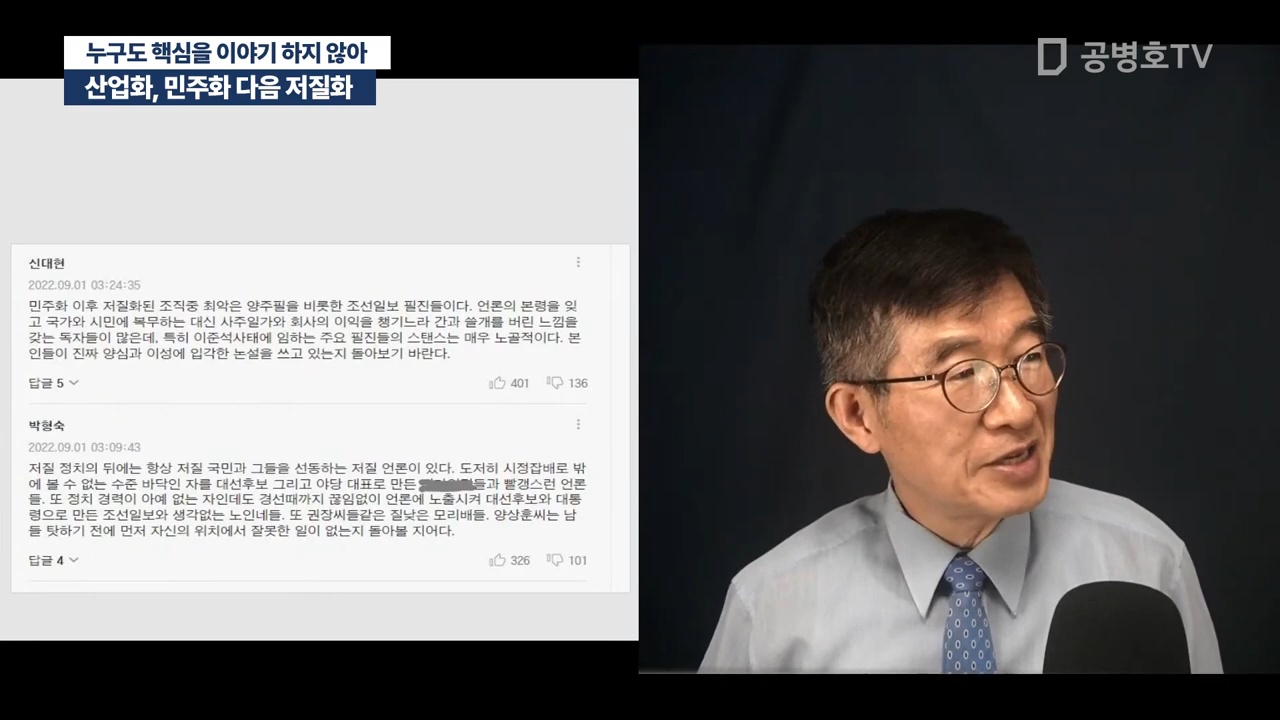 누구도 핵심을 이야기 하지 않아
산업화, 민주화 다음 저질화
공병호TV
신대현
2022.09.01 03:24:35
민주화 이후 저질화된 조직중 최악은 양주필을 비롯한 조선일보 필진들이다. 언론의 본령을 잊
고 국가와 시민에 복무하는 대신 사주일가와 회사의 이익을 챙기느라 간과 쓸개를 버린 느낌을
갖는 독자들이 많은데, 특히 이준석사태에 임하는 주요 필진들의 스탠스는 매우 노골적이다. 본
인들이 진짜 양심과 이성에 입각한 논설을 쓰고 있는지 돌아보기 바란다.
답글 5
401
136
박형숙
2022.09.01 03:09:43
저질 정치의 뒤에는 항상 저질 국민과 그들을 선동하는 저질 언론이 있다. 도저히 시정잡배로 밖
에 볼 수 없는 수준 바닥인 자를 대선후보 그리고 야당 대표로 만든 들과 빨갱스런 언론
들. 또 정치 경력이 아예 없는 자인데도 경선때까지 끊임없이 언론에 노출시켜 대선후보와 대통
령으로 만든 조선일보와 생각없는 노인네들. 또 권장씨들같은 질낮은 모리배들. 양상훈씨는 남
들 탓하기 전에 먼저 자신의 위치에서 잘못한 일이 없는지 돌아볼 지어다.
답글 4
326
101